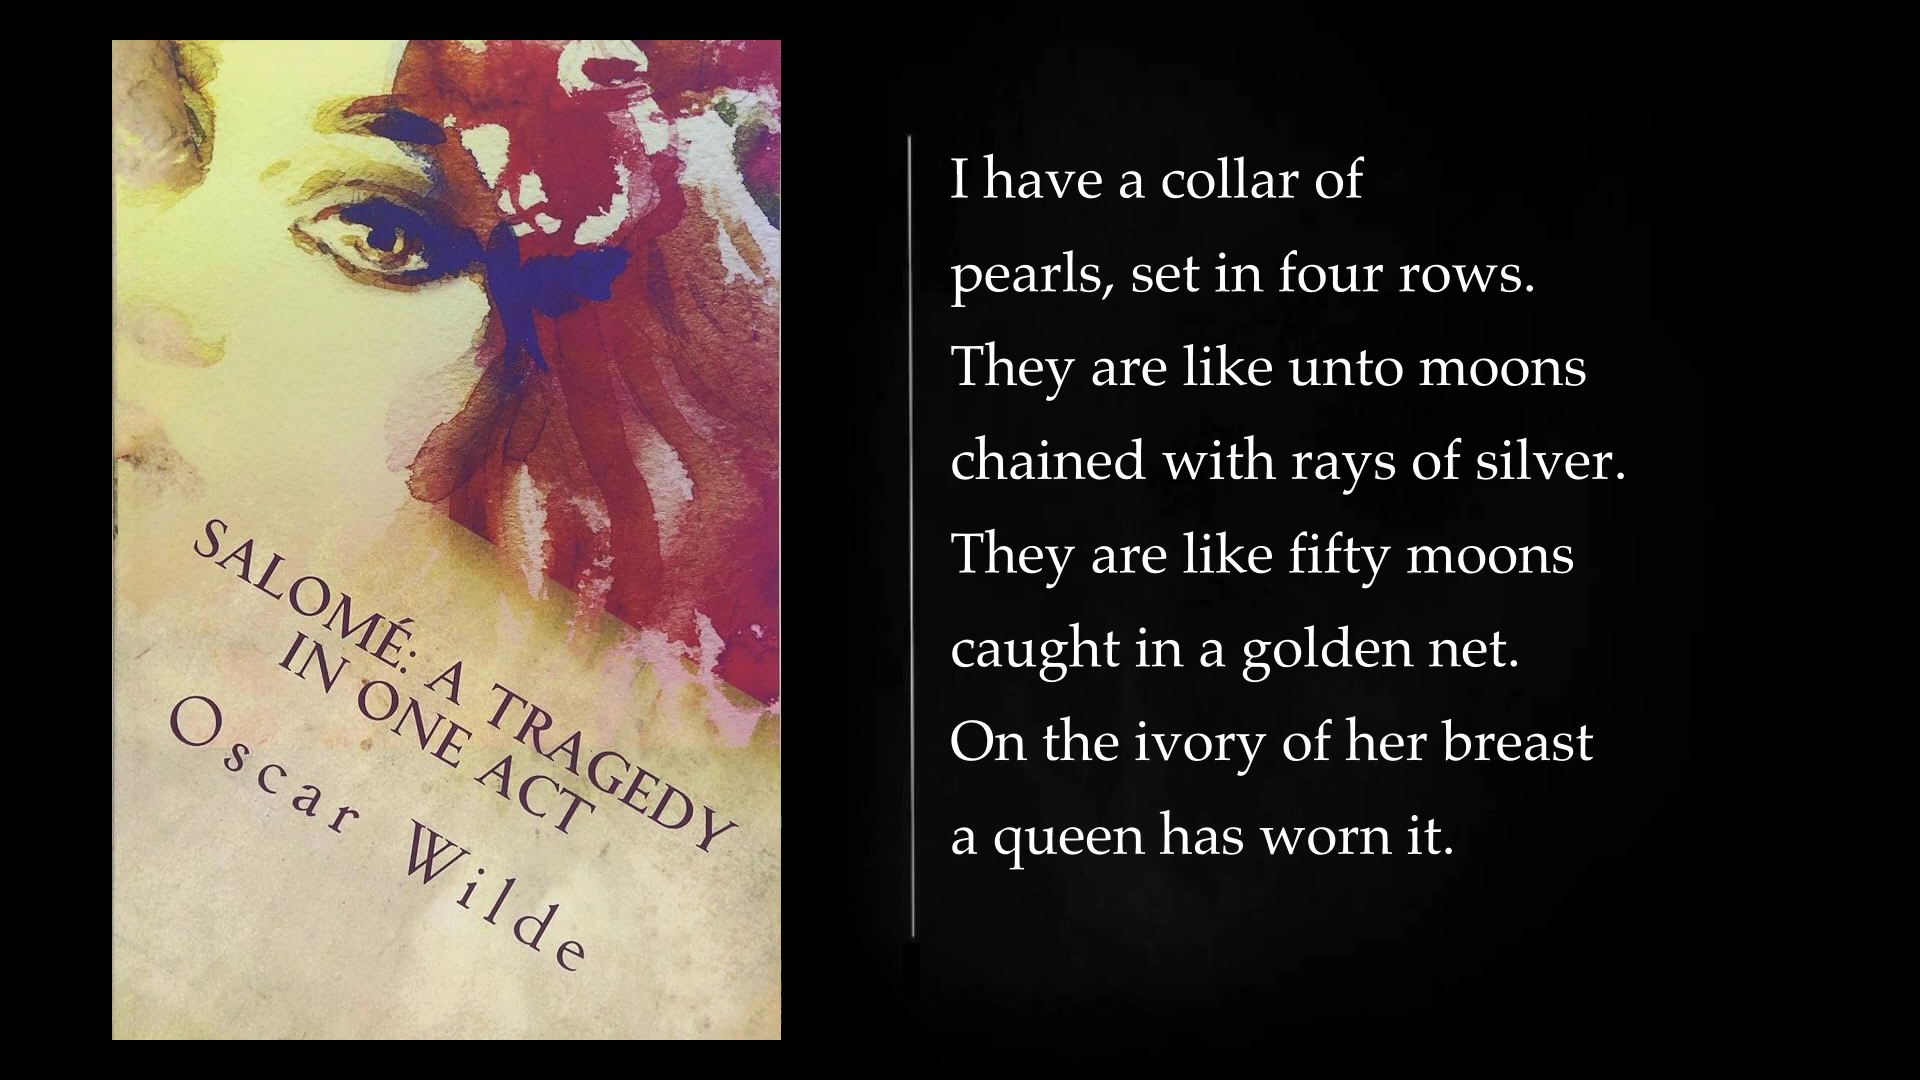 SALOMÉ: A TRAGEDY
IN ONE ACT
Oscar Wilde
I have a collar of
pearls, set in four rows.
They are like unto moons
chained with rays of silver.
They are like fifty moons
caught in a golden net.
On the ivory of her breast
a queen has worn it.